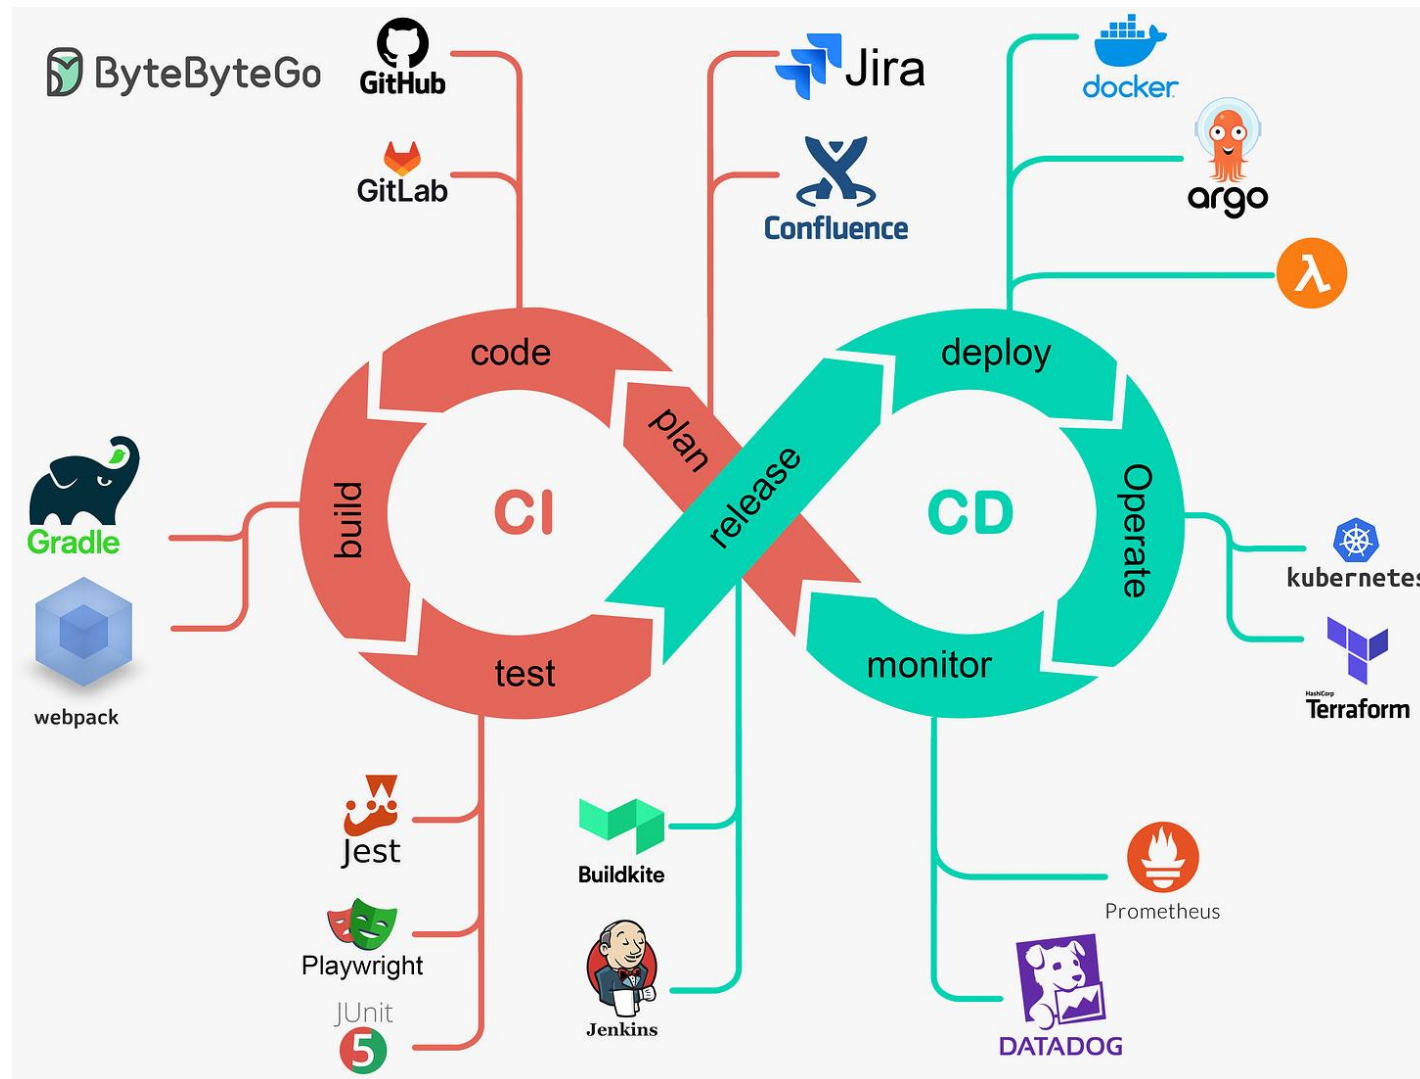 ByteByteGo
GitHub
GitLab
Jira
Confluence
docker
argo
λ
code
plan
build
CI
test
release
deploy
CD
Operate
monitor
Gradle
webpack
kubernetes
HashiCorp
Terraform
Jest
Playwright
JUnit
5
Buildkite
Jenkins
Prometheus
DATADOG